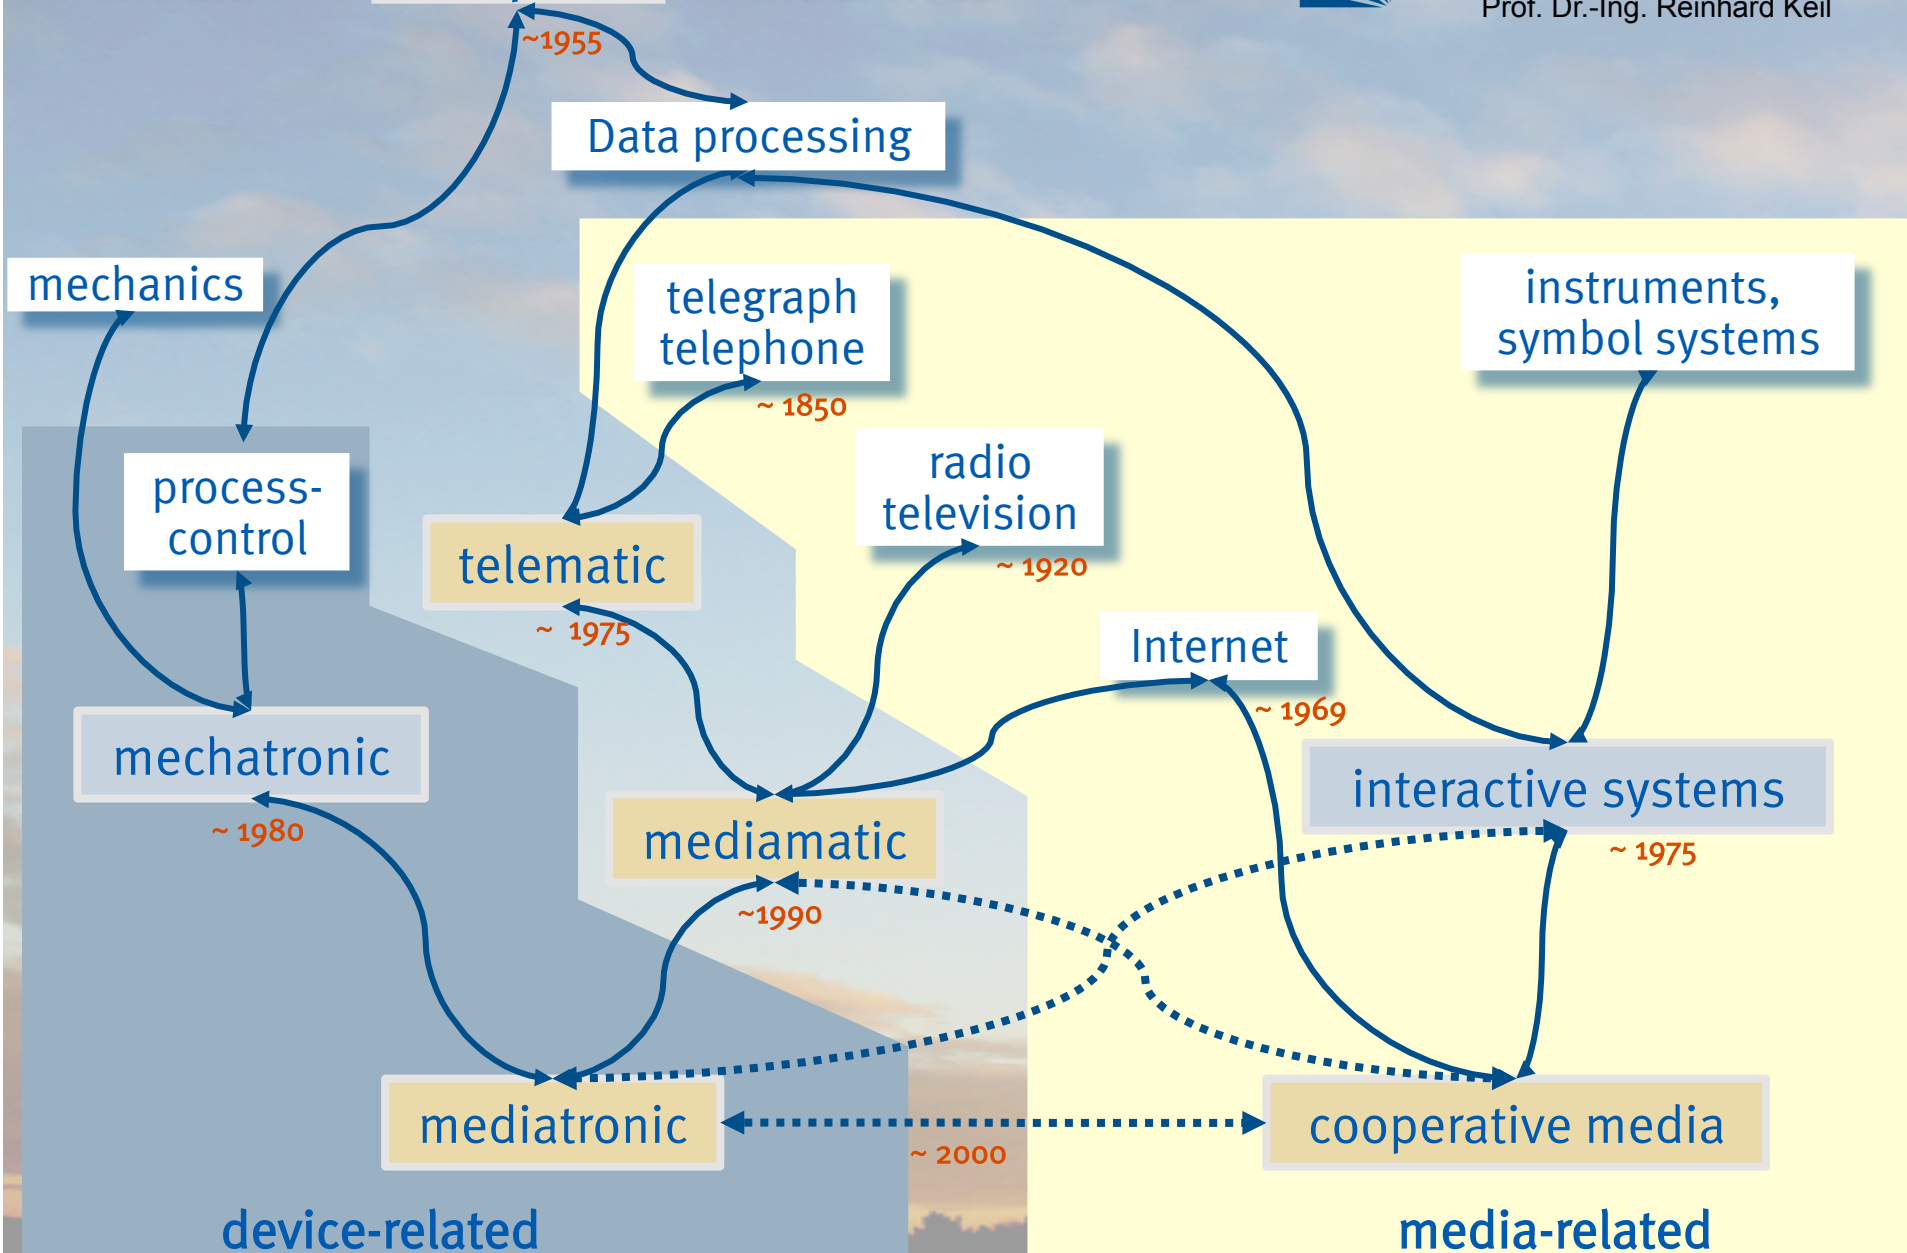 Prof. Dr.-Ing. Reinhard Keil
~1955
Data processing
mechanics
telegraph
telephone
~ 1850
instruments,
symbol systems
process-
control
radio
television
~ 1920
telematic
~ 1975
Internet
~ 1969
mechatronic
~ 1980
mediamatic
~1990
interactive systems
~ 1975
mediatronic
~ 2000
cooperative media
device-related
media-related